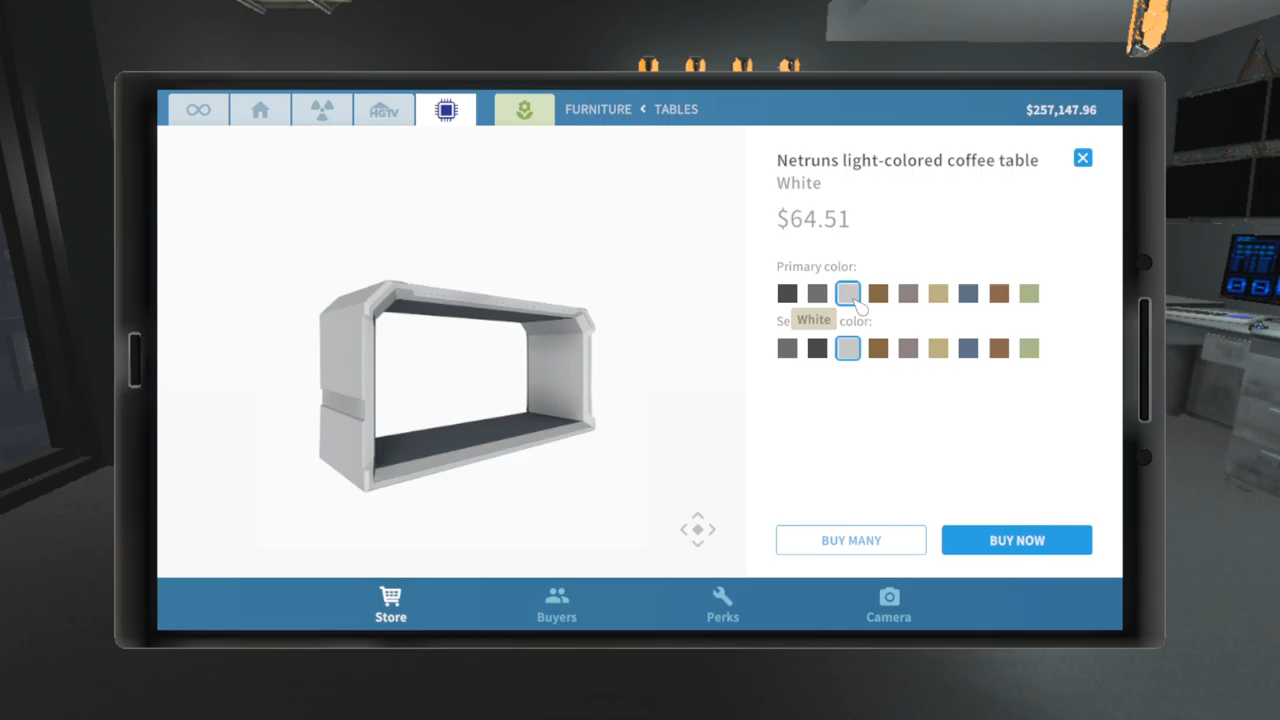 HGTV
FURNITURE < TABLES
$257,147.96
Netruns light-colored coffee table
White
$64.51
Primary color:
White
Se color:
BUY MANY
BUY NOW
Store
Buyers
Perks
Camera